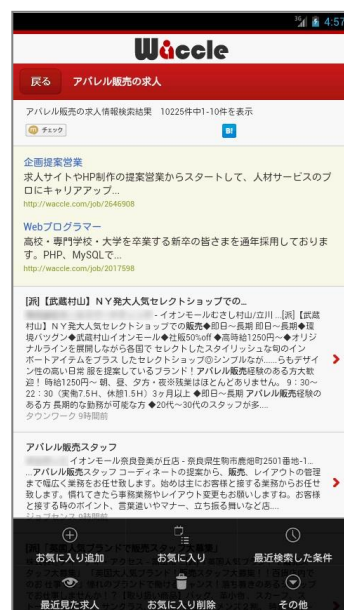 3G 4:57
Waccle
戻る アパレル販売の求人
アパレル販売の求人情報検索結果 10225件中1-10件を表示
m チェック
B!
企画提案営業
求人サイトやHP制作の提案営業からスタートして、人材サービスのプ
ロにキャリアアップ...
http://waccle.com/job/2646908
Webプログラマー
高校・専門学校・大学を卒業する新卒の皆さまを通年採用しておりま
す。PHP、MySQLで...
http://waccle.com/job/2017598
[派]【武蔵村山】ＮＹ発大人気セレクトショップでの...
- イオンモールむさし村山/立川 ...[派]【武蔵
村山】ＮＹ発大人気セレクトショップでの販売◆即日〜長期 即日〜長期◆環
境バツグン◆武蔵村山イオンモール◆社販50%off ◆高時給1250円〜◆オリジ
ナルラインを展開しながら各国で セレクトしたスタイリッシュな旬のイン
ポートアイテムをプラス したセレクトショップ◎シンプルなが……らもデザイ
ン性の高い日常 服を提案しているブランド！アパレル販売経験のある方大歓
迎！ 時給1250円〜 朝、昼、夕方・夜※残業はほとんどありません。 9：30〜
22：30（実働7.5H、休憩1.5H）3ヶ月以上 ◆即日〜長期 アパレル販売経験の
ある方 長期的な勤務が可能な方 ◆20代〜30代のスタッフが多....
タウンワーク 9時間前
アパレル販売スタッフ
イオンモール奈良登美が丘店 - 奈良県生駒市鹿畑町2501番地-1...
...アパレル販売スタッフ コーディネートの提案から、販売、レイアウトの管理
まで幅広く業務をお任せ致します。始めは主にお客様と接する業務からお任せ
致します。慣れてきたら事務業務やレイアウト変更もお願いしますね。お客様
と接する時のポイント、言葉遣いやマナー、立ち振る舞いなど店....
ジョブセンス 9時間前
お気に入り追加 お気に入り 最近検索した条件
最近見た求人 お気に入り削除 その他